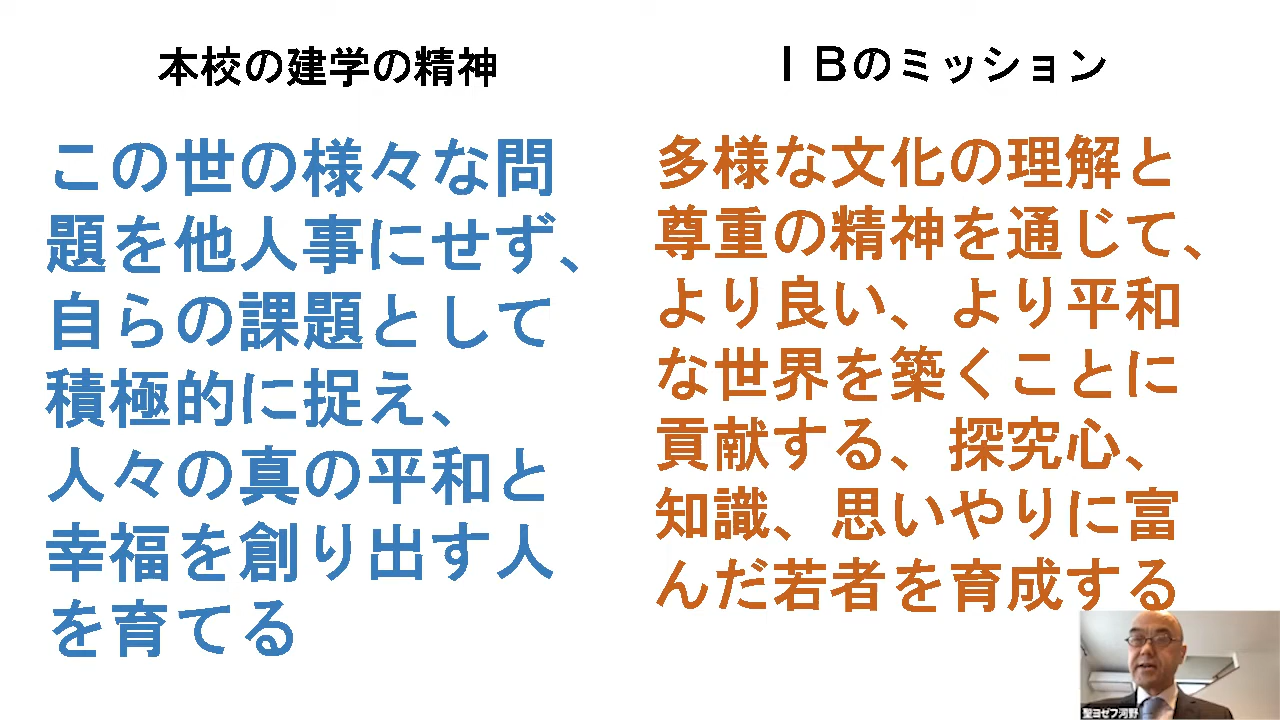 本校の建学の精神
この世の様々な問
題を他人事にせず、
自らの課題として
積極的に捉え、
人々の真の平和と
幸福を創り出す人
を育てる
ＩＢのミッション
多様な文化の理解と
尊重の精神を通じて、
より良い、より平和
な世界を築くことに
貢献する、探究心、
知識、思いやりに富
んだ若者を育成する
聖ヨゼフ河野